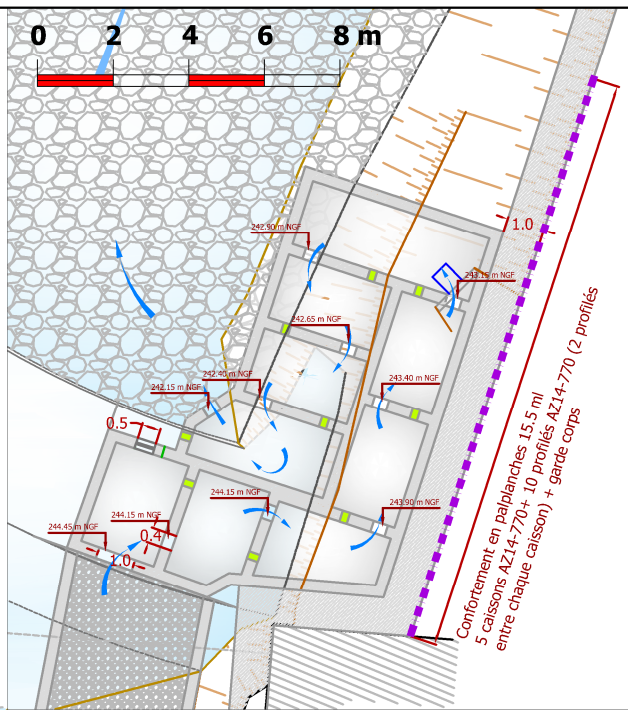 0 2 4 6 8 m
242.90 m NGF
1.0
243.15 m NGF
242.65 m NGF
242.40 m NGF
243.40 m NGF
242.15 m NGF
0.5
244.15 m NGF
243.90 m NGF
244.15 m NGF
244.45 m NGF
0.4
1.0
Confortement en palplanches 15.5 ml
5 caissons AZ14-770+ 10 profilés AZ14-770 (2 profilés
entre chaque caisson) + garde corps